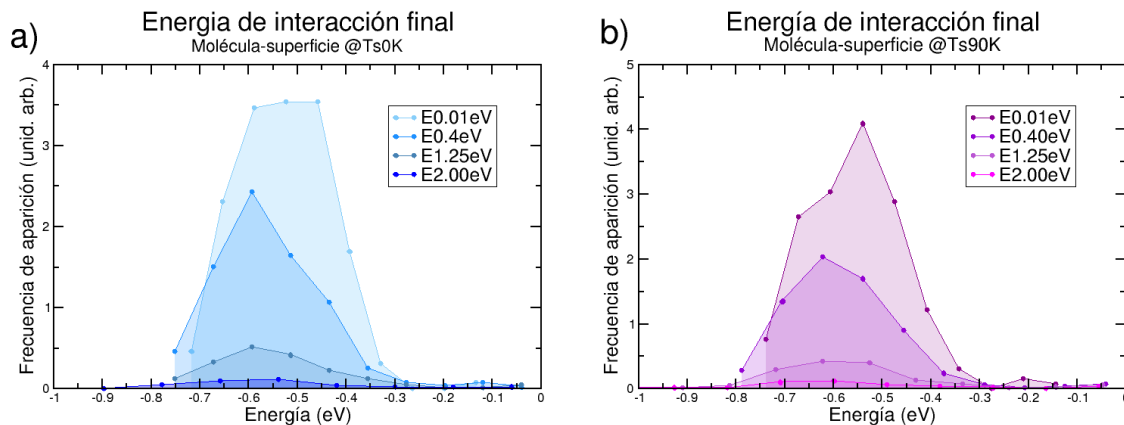 a)
Energia de interacción final
Molécula-superficie @Ts0K
Frecuencia de aparición (unid. arb.)
4
3
2
1
0
E0.01eV
E0.4eV
E1.25eV
E2.00eV
-1 -0.9 -0.8 -0.7 -0.6 -0.5 -0.4 -0.3 -0.2 -0.1 0
Energía (eV)
b)
Energía de interacción final
Molécula-superficie @Ts90K
Frecuencia de aparición (unid. arb.)
5
4
3
2
1
0
E0.01eV
E0.40eV
E1.25eV
E2.00eV
-1 -0.9 -0.8 -0.7 -0.6 -0.5 -0.4 -0.3 -0.2 -0.1 0
Energía (eV)